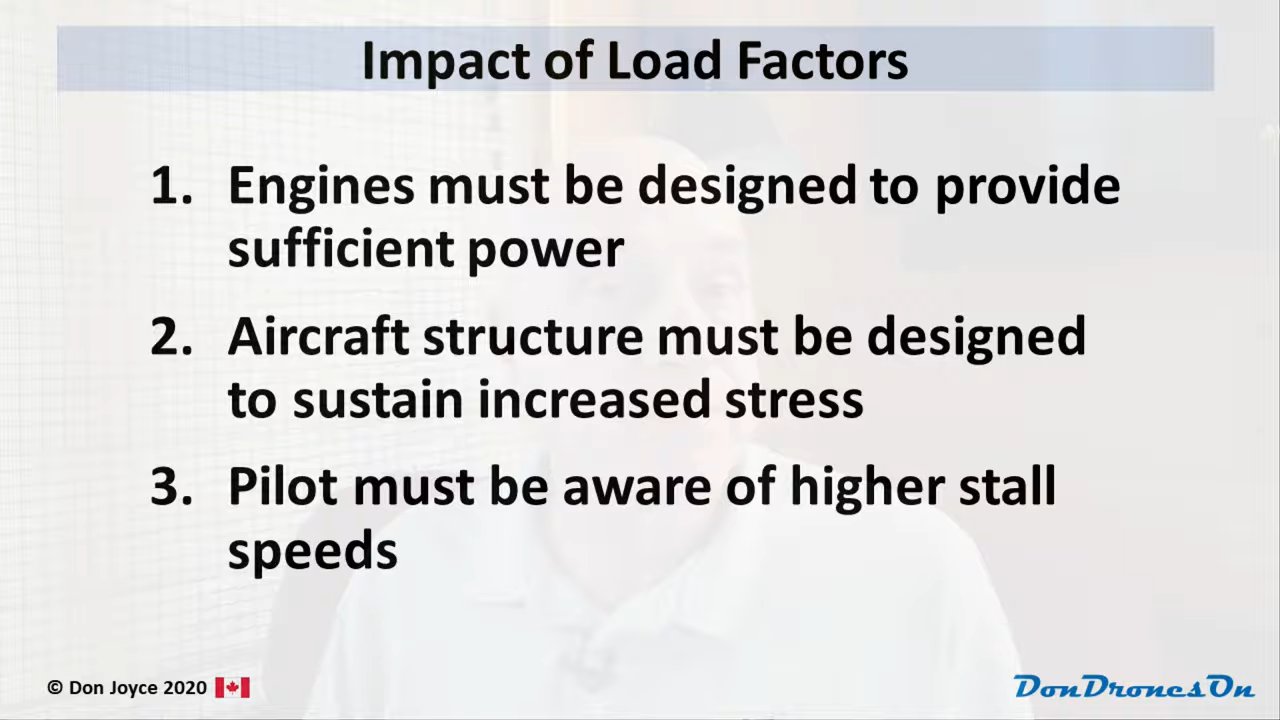 Impact of Load Factors
1. Engines must be designed to provide
sufficient power
2. Aircraft structure must be designed
to sustain increased stress
3. Pilot must be aware of higher stall
speeds
© Don Joyce 2020
DonDronesOn